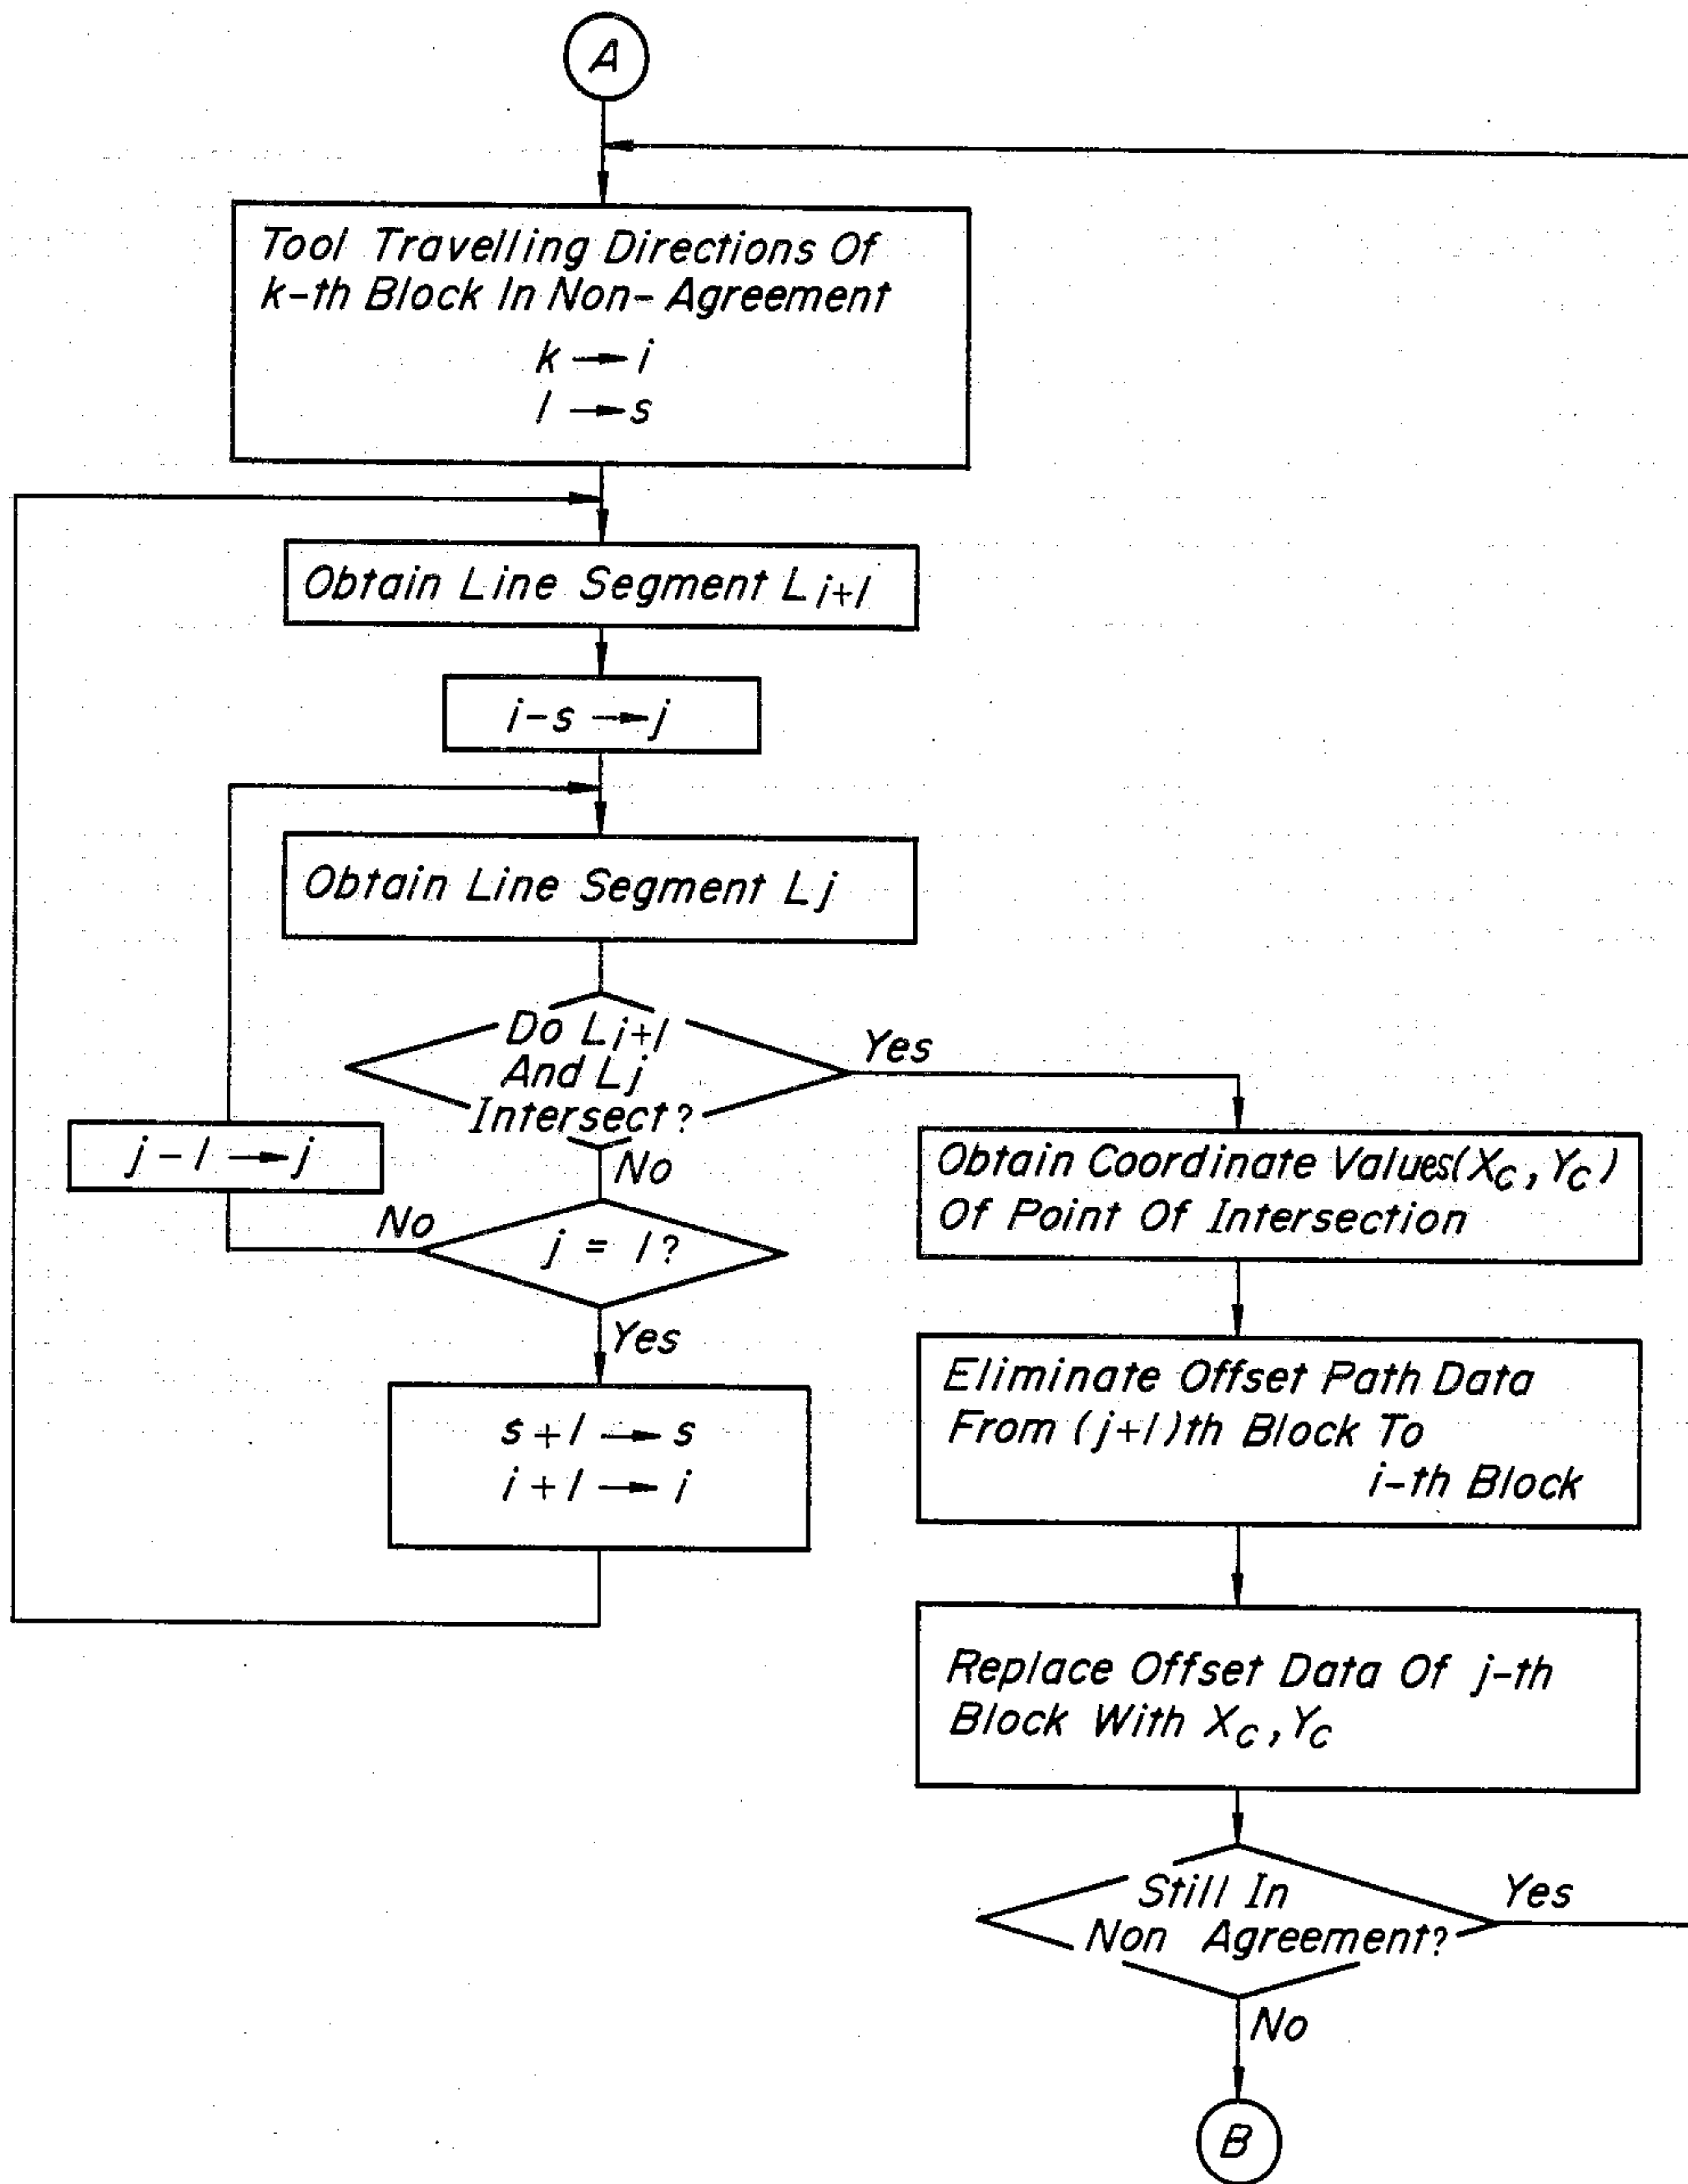 A
Tool Travelling Directions Of
k-th Block In Non-Agreement
k → i
1 → s
Obtain Line Segment Li+1
i-s → j
Obtain Line Segment Lj
Do Li+1
And Lj
Intersect?
Yes
No
j-1 → j
No
j = 1?
Yes
s+1 → s
i+1 → i
Obtain Coordinate Values(Xc, Yc)
Of Point Of Intersection
Eliminate Offset Path Data
From (j+1)th Block To
i-th Block
Replace Offset Data Of j-th
Block With Xc, Yc
Still In
Non Agreement?
Yes
No
B